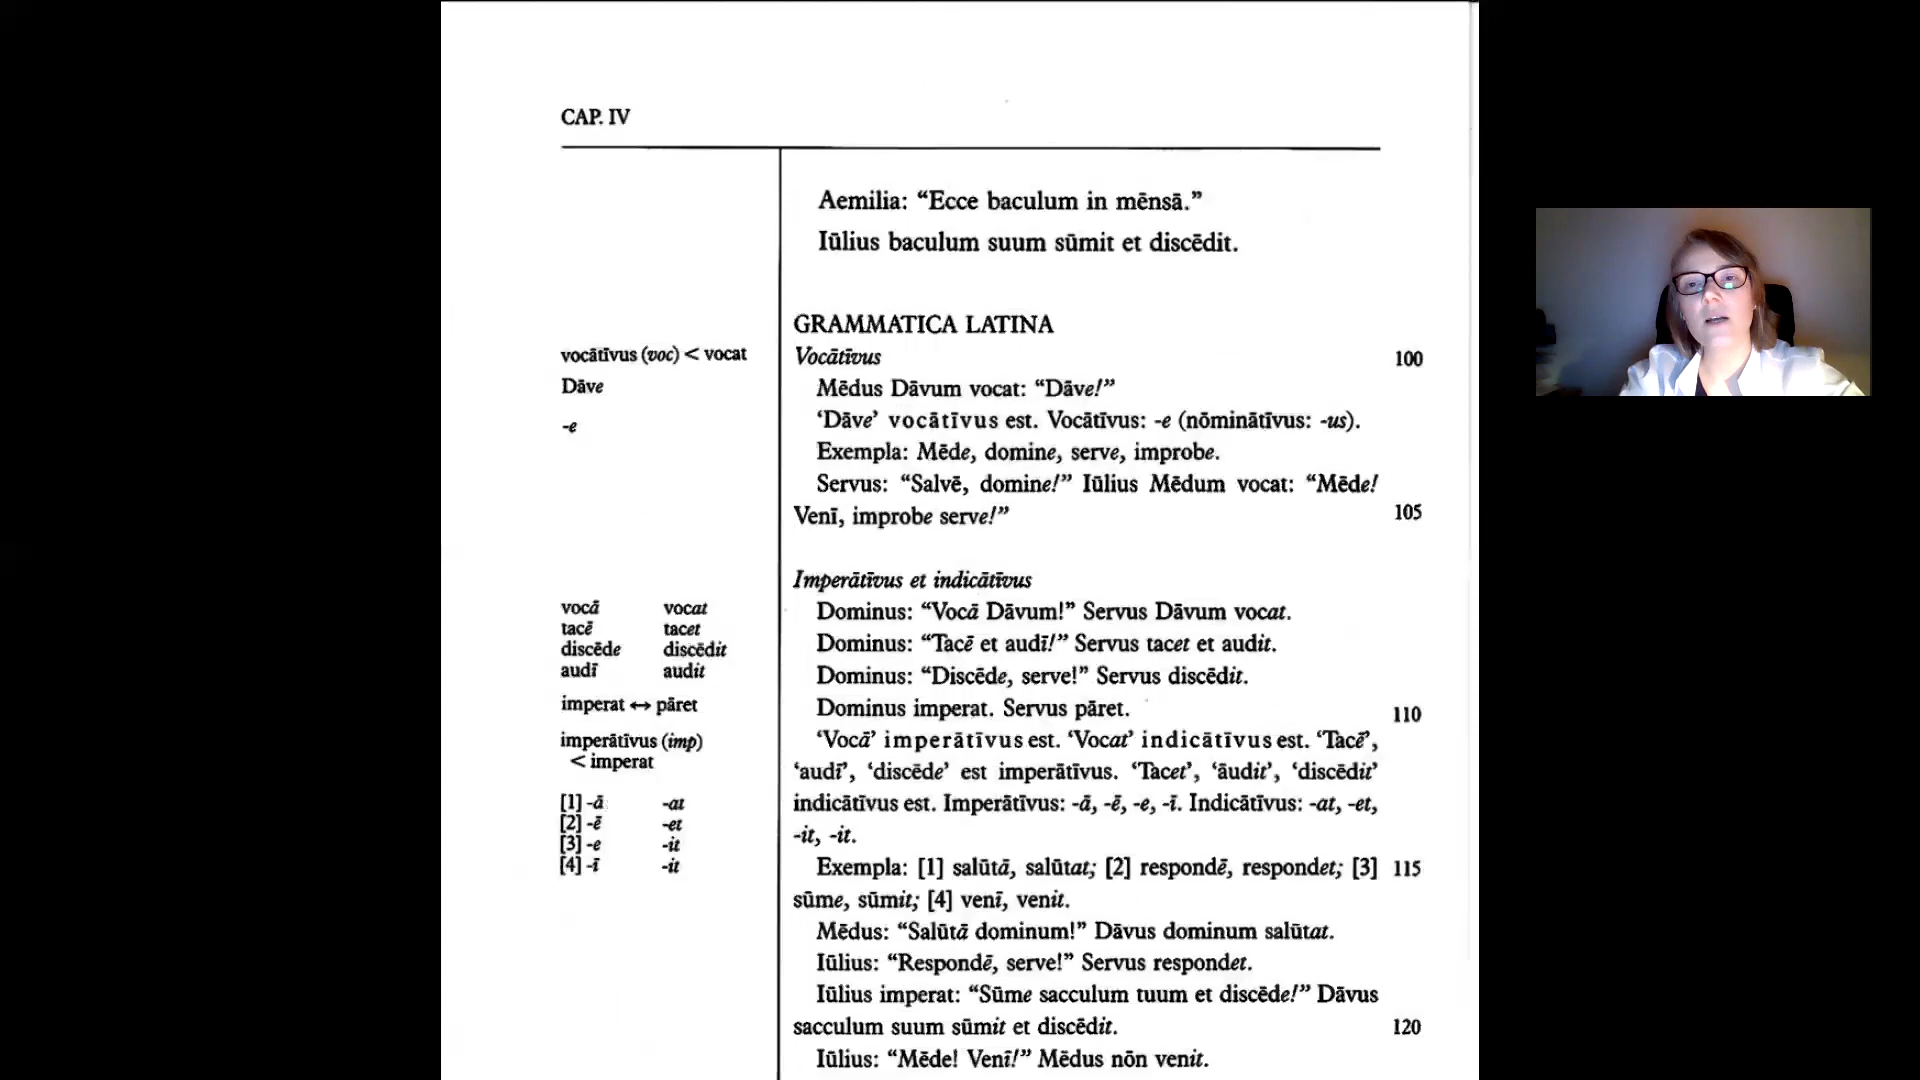 CAP. IV
Aemilia: “Ecce baculum in mēnsā.”
Iūlius baculum suum sūmit et discēdit.
GRAMMATICA LATINA
vocātīvus (voc) < vocat
Dāve
-e
Vocātīvus
100
Mēdus Dāvum vocat: “Dāve!”
‘Dāve’ vocātīvus est. Vocātīvus: -e (nōminātīvus: -us).
Exempla: Mēde, domine, serve, improbe.
Servus: “Salvē, domine!” Iūlius Mēdum vocat: “Mēde!
Venī, improbe serve!”
105
Imperātīvus et indicātīvus
vocā vocat
tacē tacet
discēde discēdit
audī audit
imperat ↔ pāret
imperātīvus (imp)
< imperat
[1] -ā -at
[2] -ē -et
[3] -e -it
[4] -ī -it
Dominus: “Vocā Dāvum!” Servus Dāvum vocat.
Dominus: “Tacē et audī!” Servus tacet et audit.
Dominus: “Discēde, serve!” Servus discēdit.
Dominus imperat. Servus pāret.
110
‘Vocā’ imperātīvus est. ‘Vocat’ indicātīvus est. ‘Tacē’,
‘audī’, ‘discēde’ est imperātīvus. ‘Tacet’, ‘āudit’, ‘discēdit’
indicātīvus est. Imperātīvus: -ā, -ē, -e, -ī. Indicātīvus: -at, -et,
-it, -it.
Exempla: [1] salūtā, salūtat; [2] respondē, respondet; [3]
115
sūme, sūmit; [4] venī, venit.
Mēdus: “Salūtā dominum!” Dāvus dominum salūtat.
Iūlius: “Respondē, serve!” Servus respondet.
Iūlius imperat: “Sūme sacculum tuum et discēde!” Dāvus
sacculum suum sūmit et discēdit.
120
Iūlius: “Mēde! Venī!” Mēdus nōn venit.